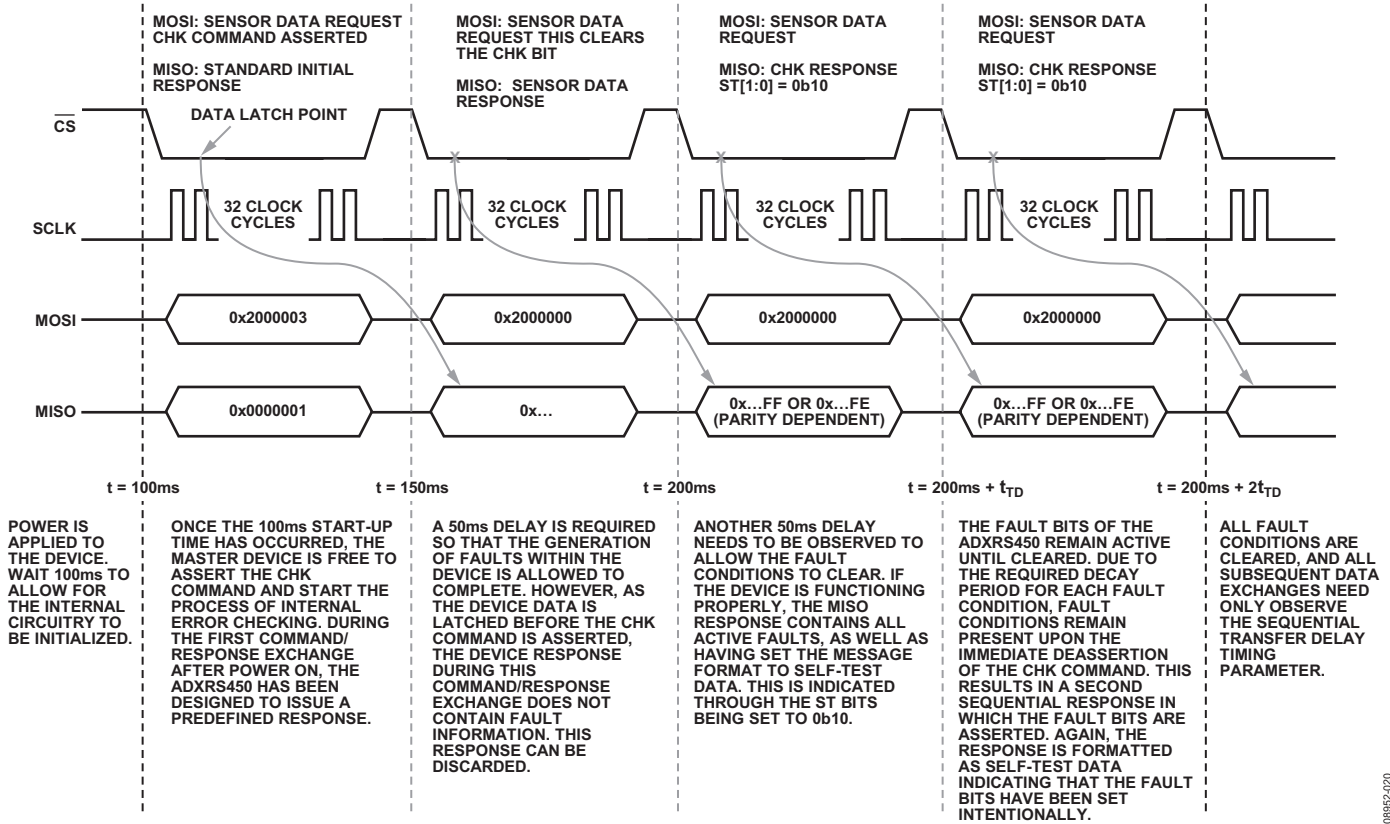 MOSI: SENSOR DATA REQUEST
CHK COMMAND ASSERTED
MISO: STANDARD INITIAL
RESPONSE
MOSI: SENSOR DATA
REQUEST THIS CLEARS
THE CHK BIT
MISO: SENSOR DATA
RESPONSE
MOSI: SENSOR DATA
REQUEST
MISO: CHK RESPONSE
ST[1:0] = 0b10
MOSI: SENSOR DATA
REQUEST
MISO: CHK RESPONSE
ST[1:0] = 0b10
DATA LATCH POINT
CS
X
X
X
SCLK
32 CLOCK
CYCLES
32 CLOCK
CYCLES
32 CLOCK
CYCLES
32 CLOCK
CYCLES
MOSI
0x2000003
0x2000000
0x2000000
0x2000000
MISO
0x0000001
0x...
0x...FF OR 0x...FE
(PARITY DEPENDENT)
0x...FF OR 0x...FE
(PARITY DEPENDENT)
t = 100ms
t = 150ms
t = 200ms
t = 200ms + tTD
t = 200ms + 2tTD
POWER IS
APPLIED TO
THE DEVICE.
WAIT 100ms TO
ALLOW FOR
THE INTERNAL
CIRCUITRY TO
BE INITIALIZED.
ONCE THE 100ms START-UP
TIME HAS OCCURRED, THE
MASTER DEVICE IS FREE TO
ASSERT THE CHK
COMMAND AND START THE
PROCESS OF INTERNAL
ERROR CHECKING. DURING
THE FIRST COMMAND/
RESPONSE EXCHANGE
AFTER POWER ON, THE
ADXRS450 HAS BEEN
DESIGNED TO ISSUE A
PREDEFINED RESPONSE.
A 50ms DELAY IS REQUIRED
SO THAT THE GENERATION
OF FAULTS WITHIN THE
DEVICE IS ALLOWED TO
COMPLETE. HOWEVER, AS
THE DEVICE DATA IS
LATCHED BEFORE THE CHK
COMMAND IS ASSERTED,
THE DEVICE RESPONSE
DURING THIS
COMMAND/RESPONSE
EXCHANGE DOES NOT
CONTAIN FAULT
INFORMATION. THIS
RESPONSE CAN BE
DISCARDED.
ANOTHER 50ms DELAY
NEEDS TO BE OBSERVED TO
ALLOW THE FAULT
CONDITIONS TO CLEAR. IF
THE DEVICE IS FUNCTIONING
PROPERLY, THE MISO
RESPONSE CONTAINS ALL
ACTIVE FAULTS, AS WELL AS
HAVING SET THE MESSAGE
FORMAT TO SELF-TEST
DATA. THIS IS INDICATED
THROUGH THE ST BITS
BEING SET TO 0b10.
THE FAULT BITS OF THE
ADXRS450 REMAIN ACTIVE
UNTIL CLEARED. DUE TO
THE REQUIRED DECAY
PERIOD FOR EACH FAULT
CONDITION, FAULT
CONDITIONS REMAIN
PRESENT UPON THE
IMMEDIATE DEASSERTION
OF THE CHK COMMAND. THIS
RESULTS IN A SECOND
SEQUENTIAL RESPONSE IN
WHICH THE FAULT BITS ARE
ASSERTED. AGAIN, THE
RESPONSE IS FORMATTED
AS SELF-TEST DATA
INDICATING THAT THE FAULT
BITS HAVE BEEN SET
INTENTIONALLY.
ALL FAULT
CONDITIONS ARE
CLEARED, AND ALL
SUBSEQUENT DATA
EXCHANGES NEED
ONLY OBSERVE
THE SEQUENTIAL
TRANSFER DELAY
TIMING
PARAMETER.
08952-020